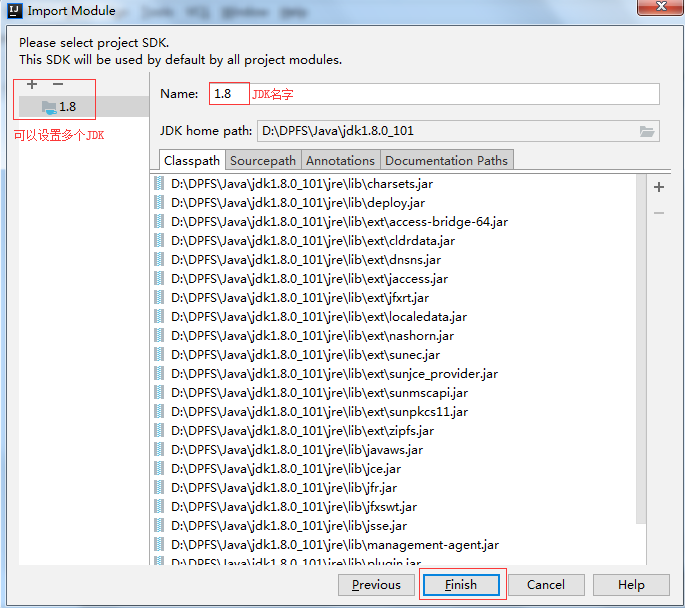 IJ Import Module
Please select project SDK.
This SDK will be used by default by all project modules.
+ −
1.8
可以设置多个JDK
Name: 1.8 JDK名字
JDK home path: D:\DPFS\Java\jdk1.8.0_101
Classpath Sourcepath Annotations Documentation Paths
D:\DPFS\Java\jdk1.8.0_101\jre\lib\charsets.jar
D:\DPFS\Java\jdk1.8.0_101\jre\lib\deploy.jar
D:\DPFS\Java\jdk1.8.0_101\jre\lib\ext\access-bridge-64.jar
D:\DPFS\Java\jdk1.8.0_101\jre\lib\ext\cldrdata.jar
D:\DPFS\Java\jdk1.8.0_101\jre\lib\ext\dnsns.jar
D:\DPFS\Java\jdk1.8.0_101\jre\lib\ext\jaccess.jar
D:\DPFS\Java\jdk1.8.0_101\jre\lib\ext\jfxrt.jar
D:\DPFS\Java\jdk1.8.0_101\jre\lib\ext\localedata.jar
D:\DPFS\Java\jdk1.8.0_101\jre\lib\ext\nashorn.jar
D:\DPFS\Java\jdk1.8.0_101\jre\lib\ext\sunec.jar
D:\DPFS\Java\jdk1.8.0_101\jre\lib\ext\sunjce_provider.jar
D:\DPFS\Java\jdk1.8.0_101\jre\lib\ext\sunmscapi.jar
D:\DPFS\Java\jdk1.8.0_101\jre\lib\ext\sunpkcs11.jar
D:\DPFS\Java\jdk1.8.0_101\jre\lib\ext\zipfs.jar
D:\DPFS\Java\jdk1.8.0_101\jre\lib\javaws.jar
D:\DPFS\Java\jdk1.8.0_101\jre\lib\jce.jar
D:\DPFS\Java\jdk1.8.0_101\jre\lib\jfr.jar
D:\DPFS\Java\jdk1.8.0_101\jre\lib\jfxswt.jar
D:\DPFS\Java\jdk1.8.0_101\jre\lib\jsse.jar
D:\DPFS\Java\jdk1.8.0_101\jre\lib\management-agent.jar
D:\DPFS\Java\jdk1.8.0_101\jre\lib\plugin.jar
Previous Finish Cancel Help